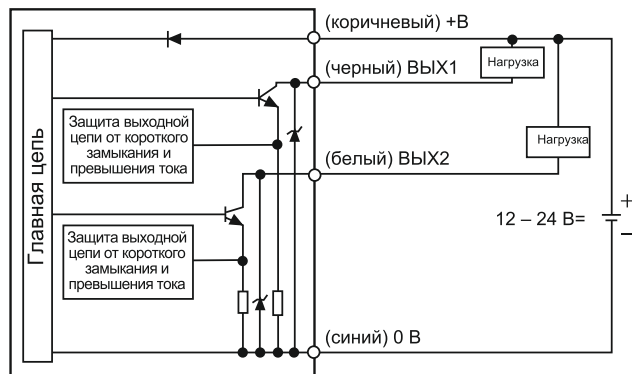 (коричневый) +В
Нагрузка
(черный) ВЫХ1
Защита выходной
цепи от короткого
замыкания и
превышения тока
Нагрузка
(белый) ВЫХ2
Главная цепь
12 – 24 В=
+
–
Защита выходной
цепи от короткого
замыкания и
превышения тока
(синий) 0 В